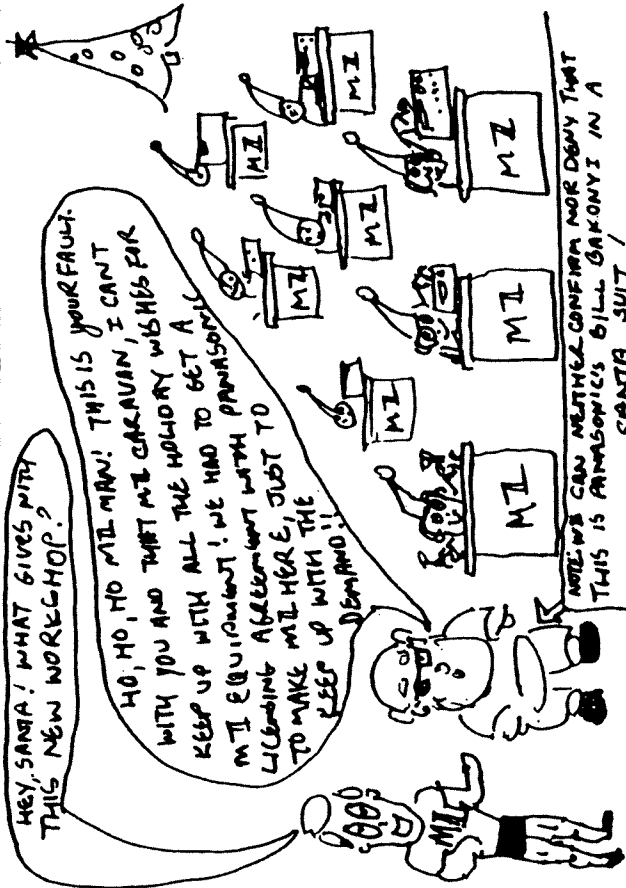 HEY, SANTA! WHAT GIVES WITH
THIS NEW WORKSHOP?
HO, HO, HO MII MAN! THIS IS YOUR FAULT.
WITH YOU AND THAT MII CARAVAN, I CANT
KEEP UP WITH ALL THE HOLIDAY WISHES FOR
MII EQUIPMENT! WE HAD TO GET A
LICENSING AGREEMENT WITH PANASONIC
TO MAKE MII HERE, JUST TO
KEEP UP WITH THE
DEMAND!!
MII
MII
MII
MII
MII
MII
MII
MII
MII
MII
NOTE: WE CAN NEITHER CONFIRM NOR DENY THAT
THIS IS PANASONIC'S BILL BAKONYI IN A
SANTA SUIT!